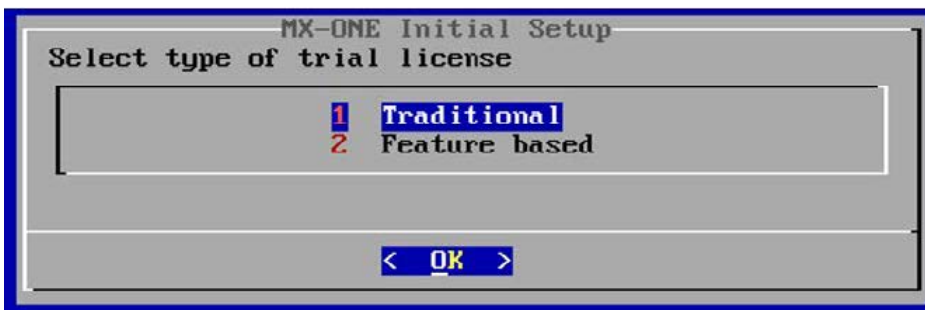 MX-ONE Initial Setup
Select type of trial license
1 Traditional
2 Feature based
< OK >